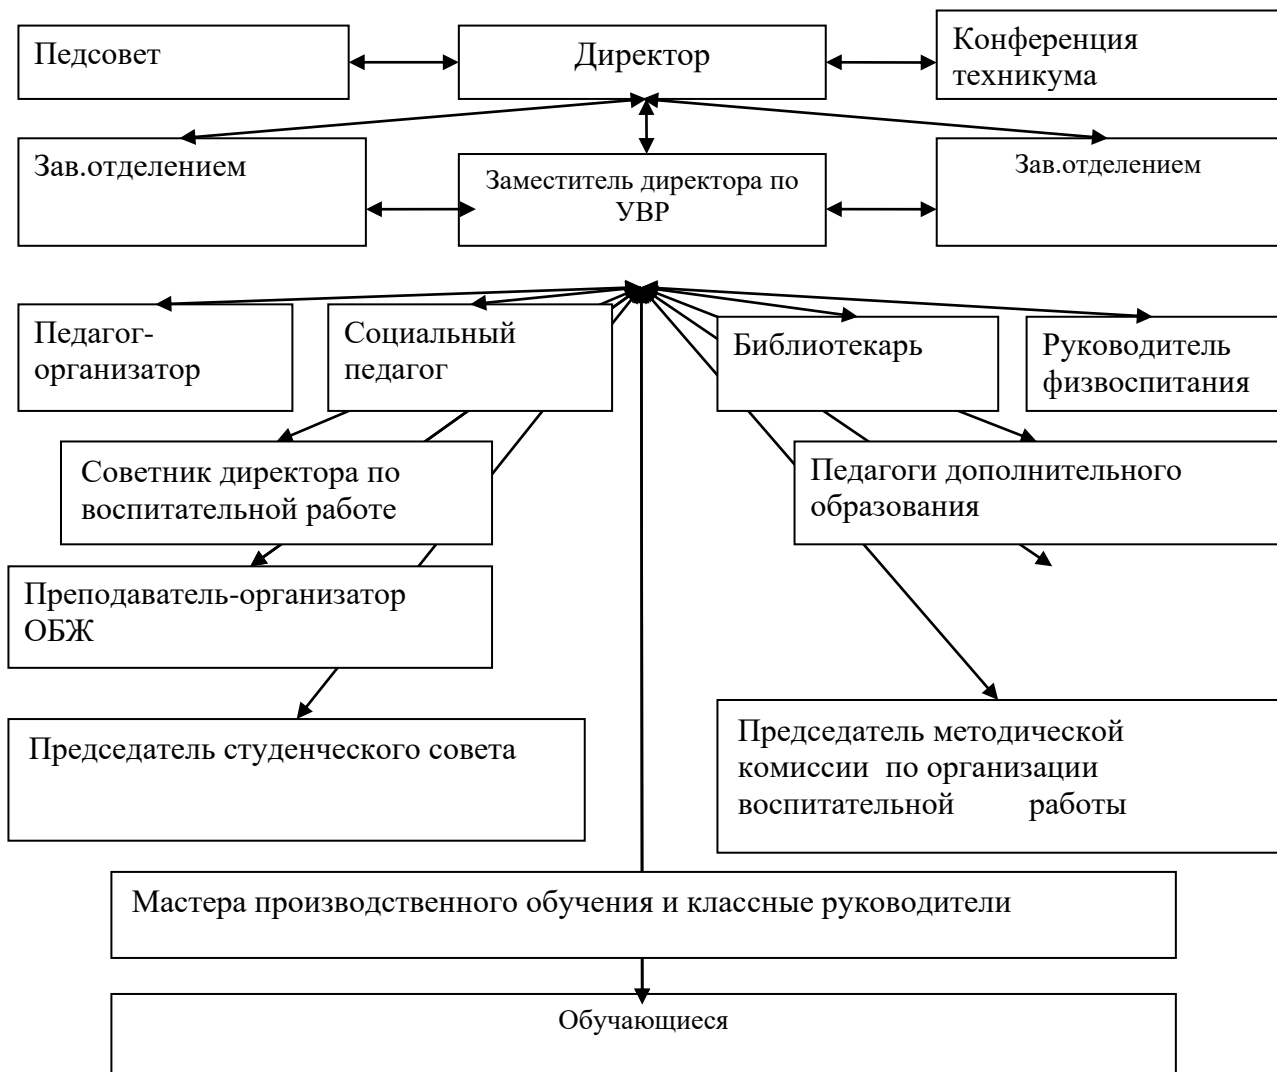 Педсовет
Директор
Конференция
техникума
Зав.отделением
Заместитель директора по
УВР
Зав.отделением
Педагог-
организатор
Социальный
педагог
Библиотекарь
Руководитель
физвоспитания
Советник директора по
воспитательной работе
Педагоги дополнительного
образования
Преподаватель-организатор
ОБЖ
Председатель студенческого совета
Председатель методической
комиссии по организации
воспитательной работы
Мастера производственного обучения и классные руководители
Обучающиеся